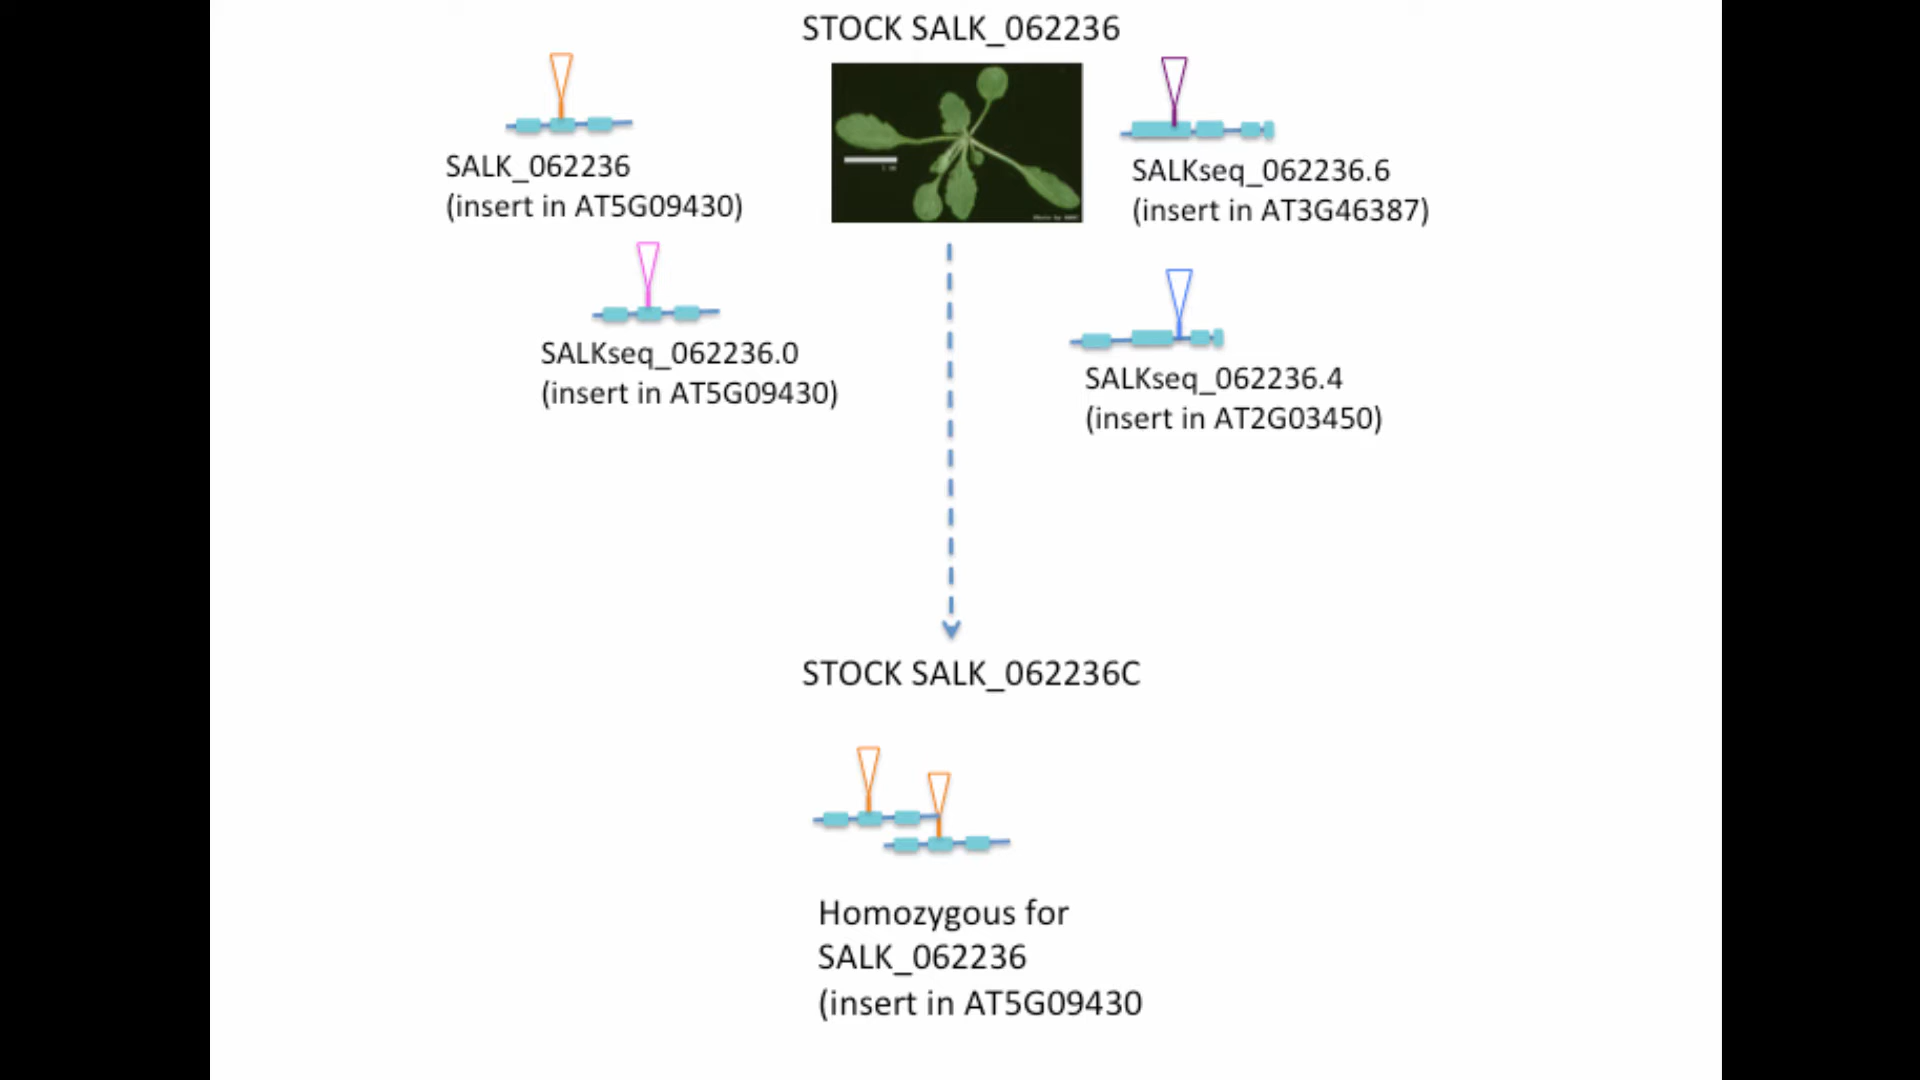 STOCK SALK_062236
SALK_062236
(insert in AT5G09430)
SALKseq_062236.6
(insert in AT3G46387)
SALKseq_062236.0
(insert in AT5G09430)
SALKseq_062236.4
(insert in AT2G03450)
STOCK SALK_062236C
Homozygous for
SALK_062236
(insert in AT5G09430